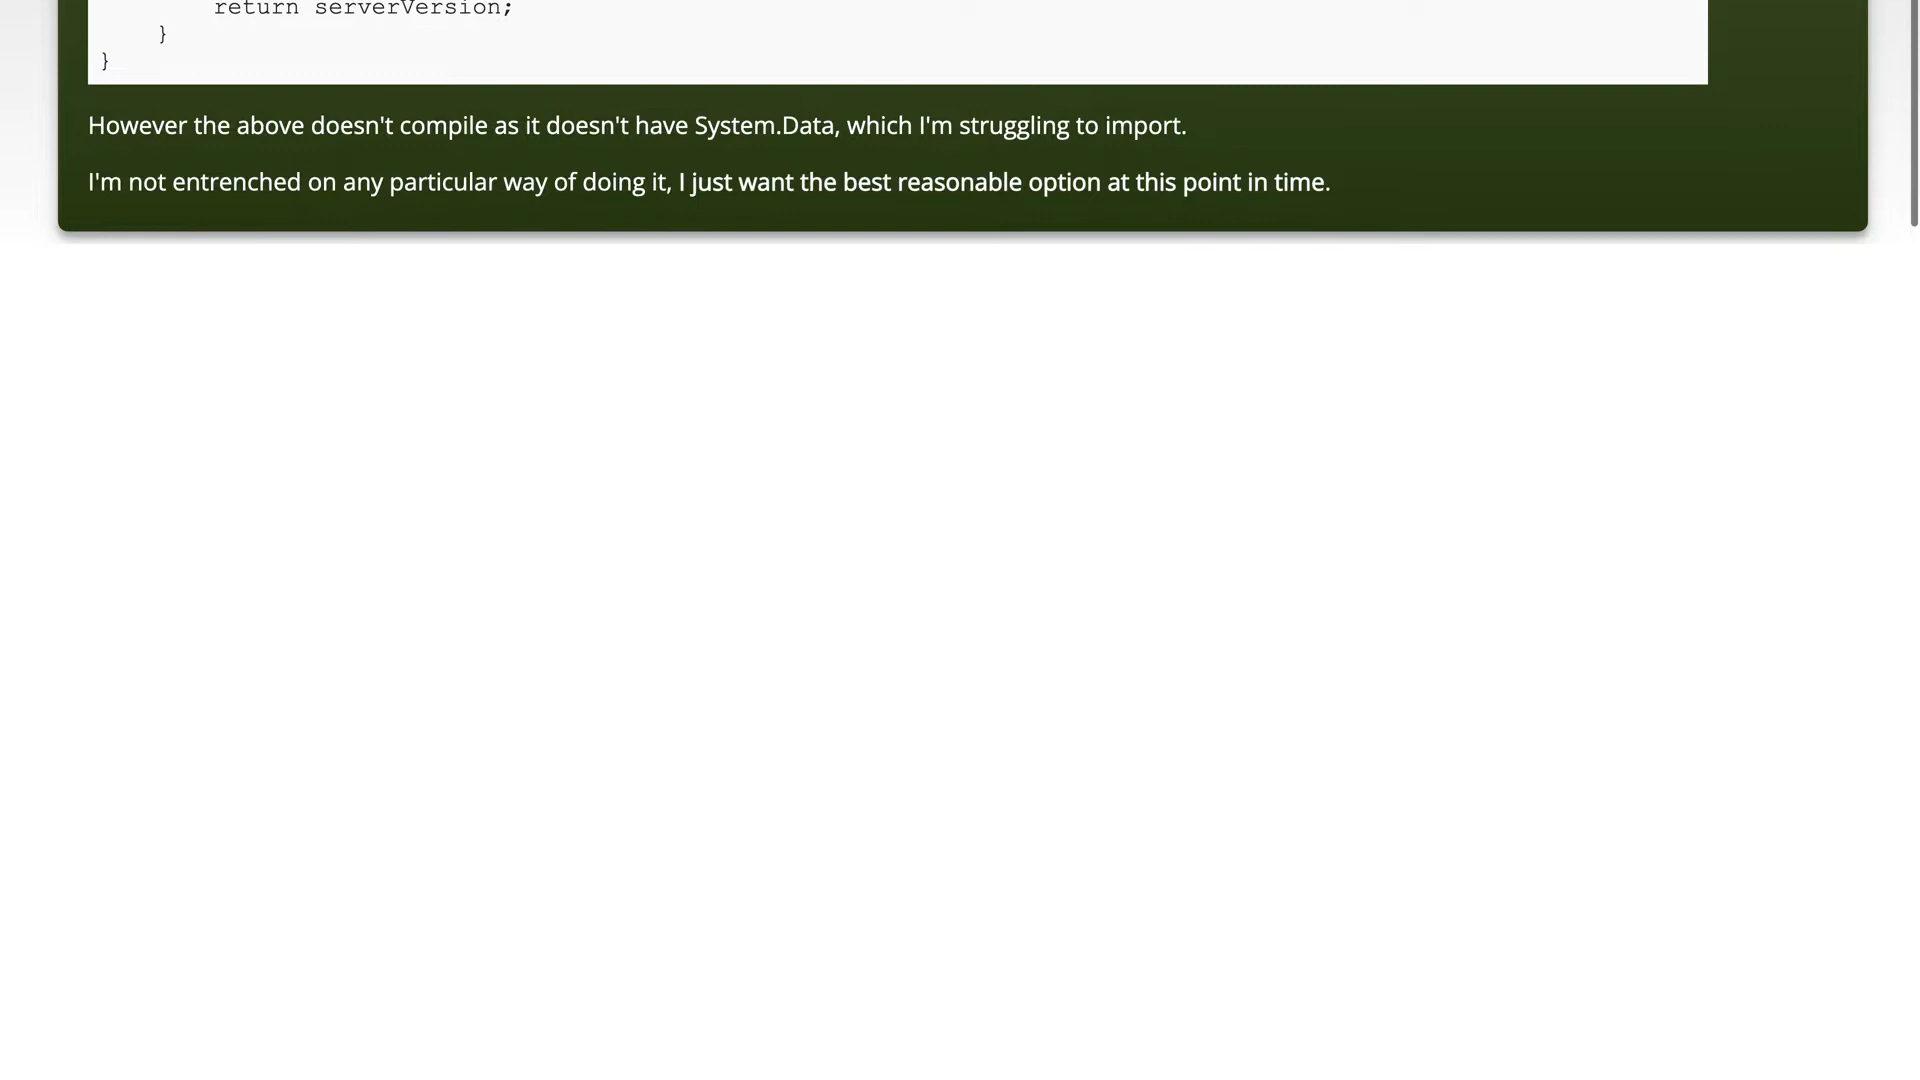 return serverVersion;
}
}
However the above doesn't compile as it doesn't have System.Data, which I'm struggling to import.
I'm not entrenched on any particular way of doing it, I just want the best reasonable option at this point in time.